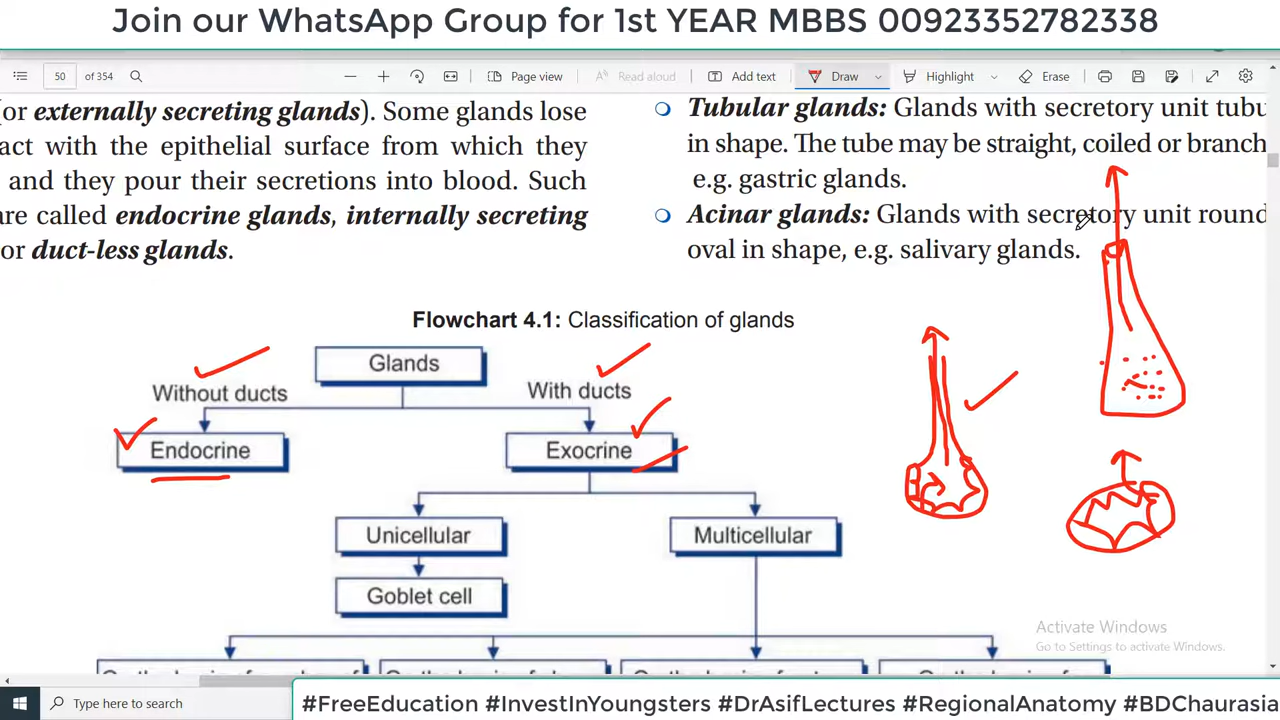 Join our WhatsApp Group for 1st YEAR MBBS 00923352782338
50 of 354
Page view
Read aloud
Add text
Draw
Highlight
Erase
(or externally secreting glands). Some glands lose
act with the epithelial surface from which they
and they pour their secretions into blood. Such
are called endocrine glands, internally secreting
or duct-less glands.
Tubular glands: Glands with secretory unit tubu
in shape. The tube may be straight, coiled or branch
e.g. gastric glands.
Acinar glands: Glands with secretory unit round
oval in shape, e.g. salivary glands.
Flowchart 4.1: Classification of glands
Glands
Without ducts
With ducts
Endocrine
Exocrine
Unicellular
Multicellular
Goblet cell
Activate Windows
Go to Settings to activate Windows.
Type here to search
#FreeEducation #InvestInYoungsters #DrAsifLectures #RegionalAnatomy #BDChaurasia